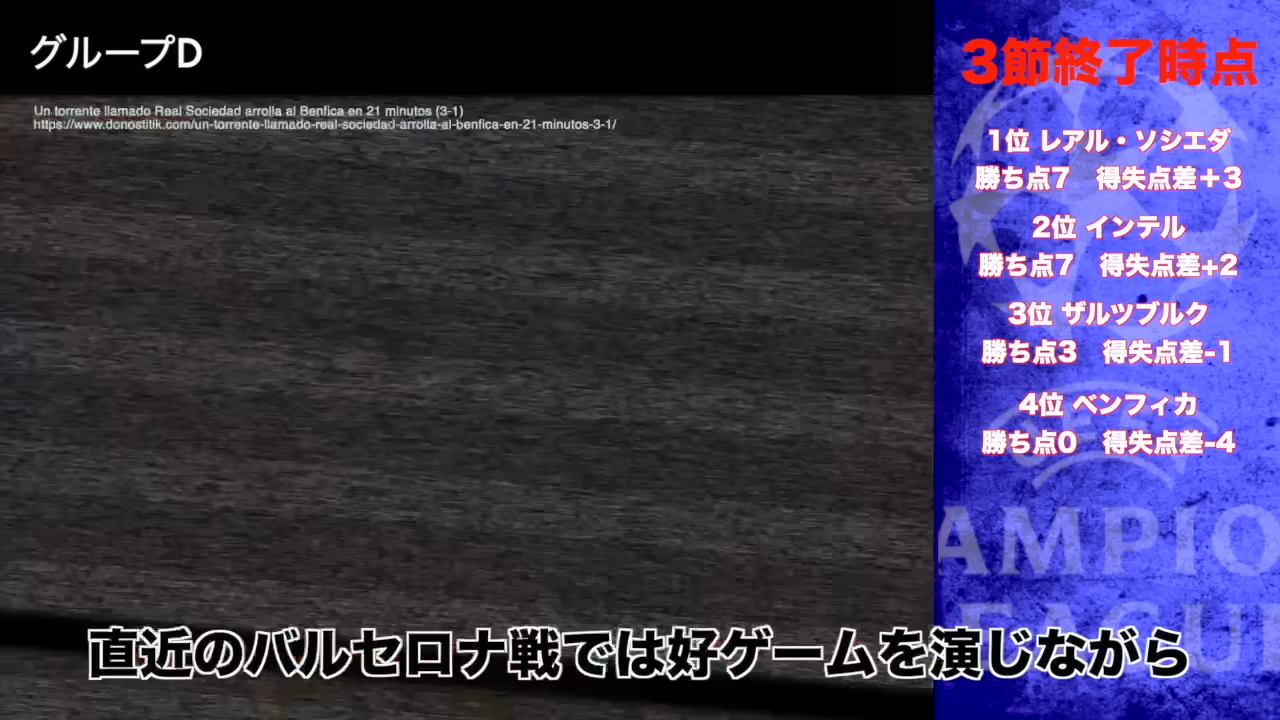 グループD
Un torrente llamado Real Sociedad arrolla al Benfica en 21 minutos (3-1)
https://www.donostitik.com/un-torrente-llamado-real-sociedad-arrolla-al-benfica-en-21-minutos-3-1/
3節終了時点
1位 レアル・ソシエダ
勝ち点7　得失点差＋3
2位 インテル
勝ち点7　得失点差+2
3位 ザルツブルク
勝ち点3　得失点差-1
4位 ベンフィカ
勝ち点0　得失点差-4
AMPIO
EAGUE
直近のバルセロナ戦では好ゲームを演じながら